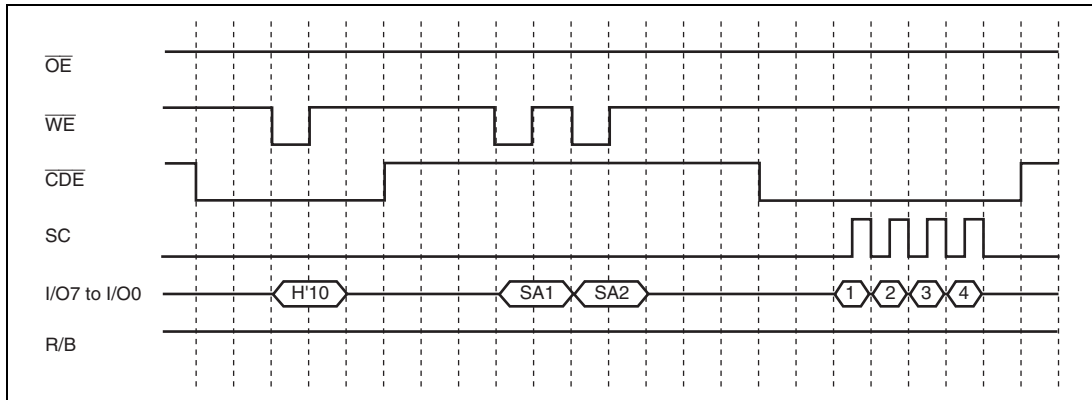 OE
WE
CDE
SC
I/O7 to I/O0 H'10 SA1 SA2 1 2 3 4
R/B